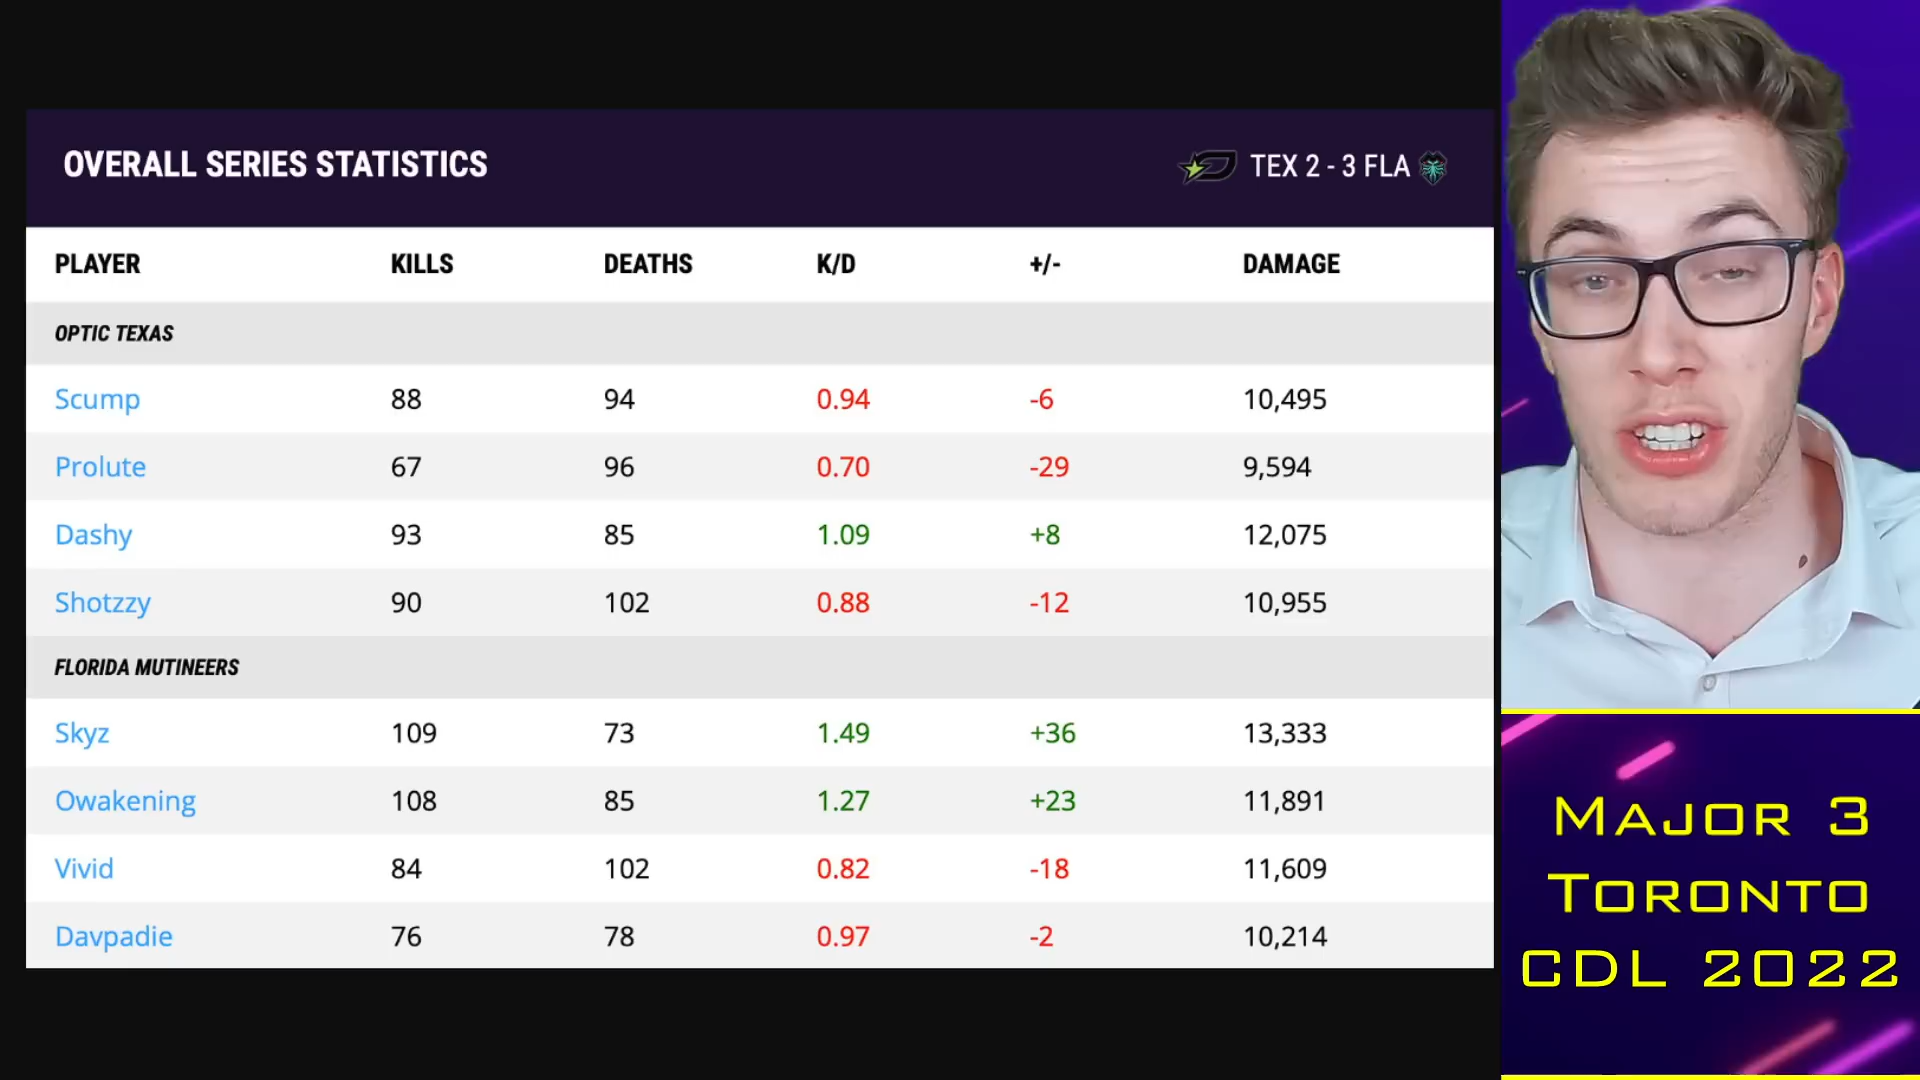 OVERALL SERIES STATISTICS TEX 2 - 3 FLA
PLAYER KILLS DEATHS K/D +/- DAMAGE
OPTIC TEXAS
Scump 88 94 0.94 -6 10,495
Prolute 67 96 0.70 -29 9,594
Dashy 93 85 1.09 +8 12,075
Shotzzy 90 102 0.88 -12 10,955
FLORIDA MUTINEERS
Skyz 109 73 1.49 +36 13,333
Owakening 108 85 1.27 +23 11,891
Vivid 84 102 0.82 -18 11,609
Davpadie 76 78 0.97 -2 10,214
Major 3
Toronto
CDL 2022